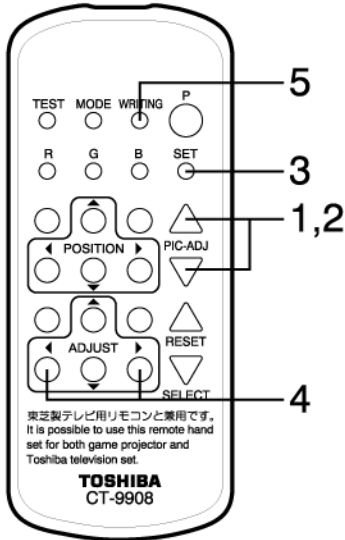 TEST MODE WRITING P
5
R G B SET
3
1,2
POSITION PIC-ADJ
ADJUST RESET
SELECT
4
東芝製テレビ用リモコンと兼用です。
It is possible to use this remote hand
set for both game projector and
Toshiba television set.
TOSHIBA
CT-9908